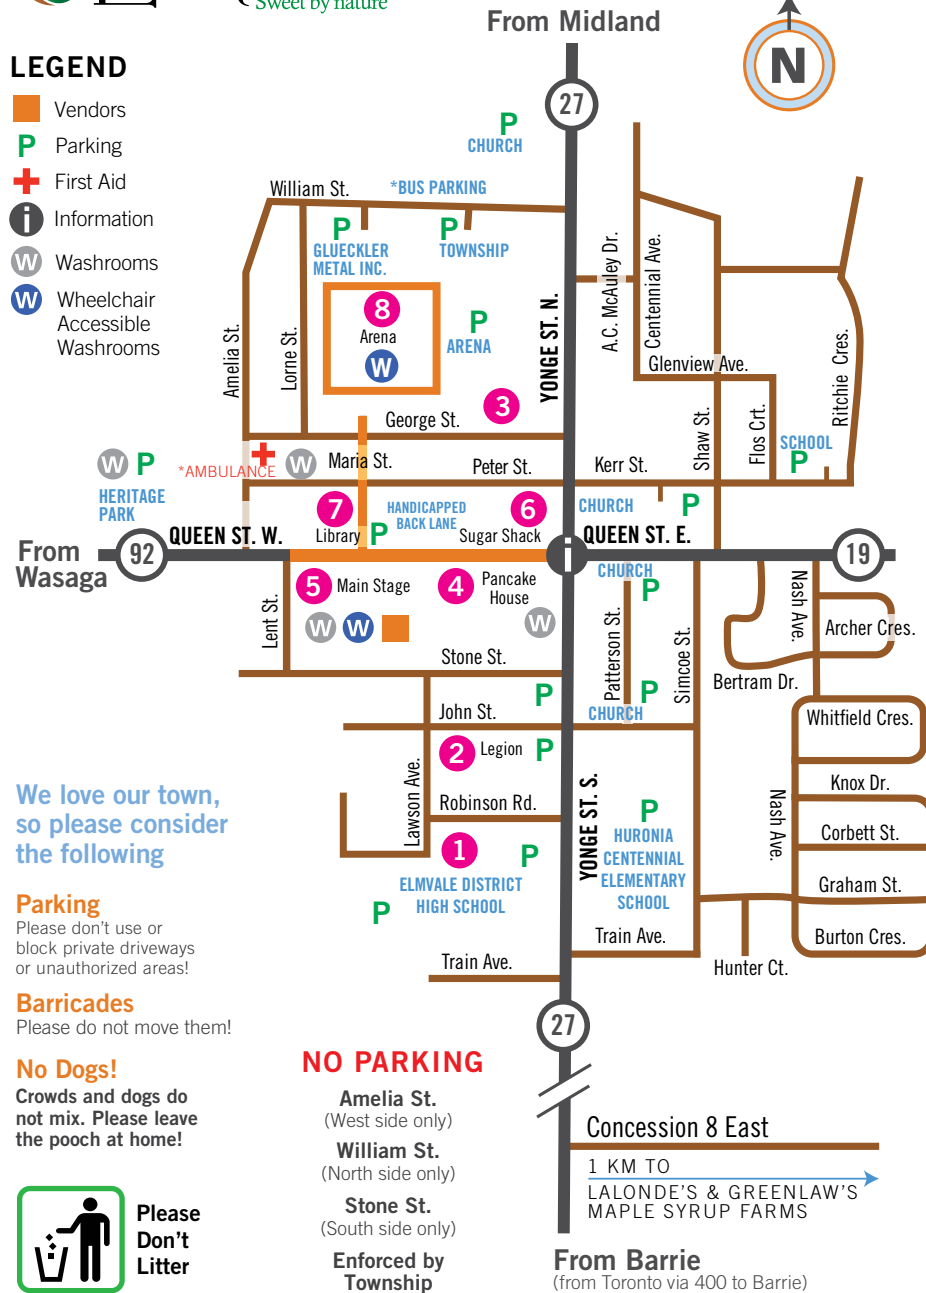 Sweet by nature
From Midland
N
LEGEND
Vendors
P Parking
First Aid
i Information
W Washrooms
W Wheelchair
Accessible
Washrooms
27
P
CHURCH
William St.
*BUS PARKING
P
GLUECKLER
METAL INC.
P
TOWNSHIP
8
Arena
W
P
ARENA
Amelia St.
Lorne St.
YONGE ST. N.
A.C. McAuley Dr.
Centennial Ave.
Glenview Ave.
Shaw St.
Flos Crt.
Ritchie Cres.
3
George St.
SCHOOL
P
W P
HERITAGE
PARK
*AMBULANCE
W
Maria St.
Peter St.
Kerr St.
7
Library
P
HANDICAPPED
BACK LANE
6
Sugar Shack
CHURCH
P
From
Wasaga
92
QUEEN ST. W.
i
QUEEN ST. E.
19
5
Main Stage
W W
4
Pancake
House
W
CHURCH
P
Lent St.
Patterson St.
Simcoe St.
Nash Ave.
Archer Cres.
Bertram Dr.
Stone St.
P
P
CHURCH
John St.
Whitfield Cres.
2
Legion
P
Lawson Ave.
Robinson Rd.
YONGE ST. S.
Nash Ave.
Knox Dr.
Corbett St.
Graham St.
Burton Cres.
1
P
ELMVALE DISTRICT
HIGH SCHOOL
P
P
HURONIA
CENTENNIAL
ELEMENTARY
SCHOOL
Train Ave.
Train Ave.
Hunter Ct.
27
We love our town,
so please consider
the following
Parking
Please don't use or
block private driveways
or unauthorized areas!
Barricades
Please do not move them!
No Dogs!
Crowds and dogs do
not mix. Please leave
the pooch at home!
Please
Don't
Litter
NO PARKING
Amelia St.
(West side only)
William St.
(North side only)
Stone St.
(South side only)
Enforced by
Township
Concession 8 East
1 KM TO
LALONDE'S & GREENLAW'S
MAPLE SYRUP FARMS
From Barrie
(from Toronto via 400 to Barrie)